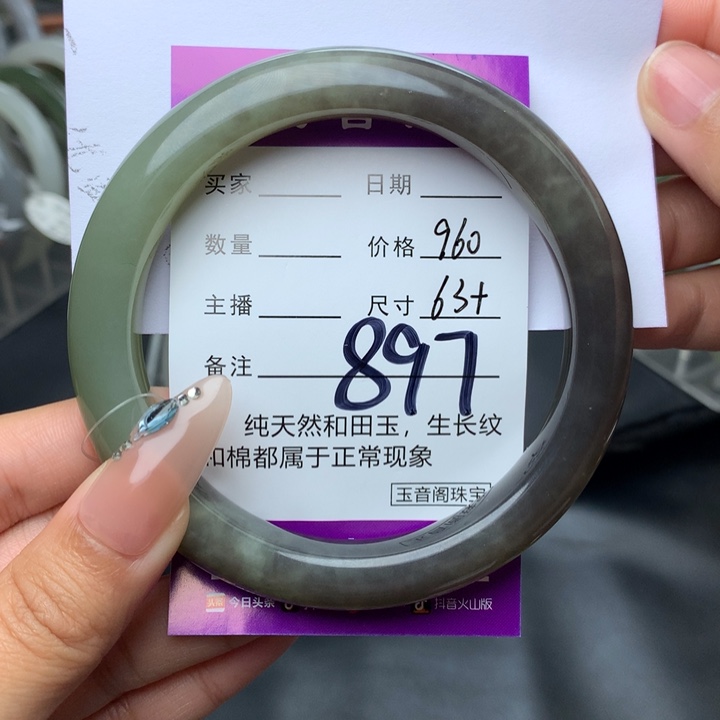 买家 日期
数量 价格 960
主播 尺寸 63+
备注 897
纯天然和田玉，生长纹
和棉都属于正常现象
玉音阁珠宝
今日头条 抖音火山版